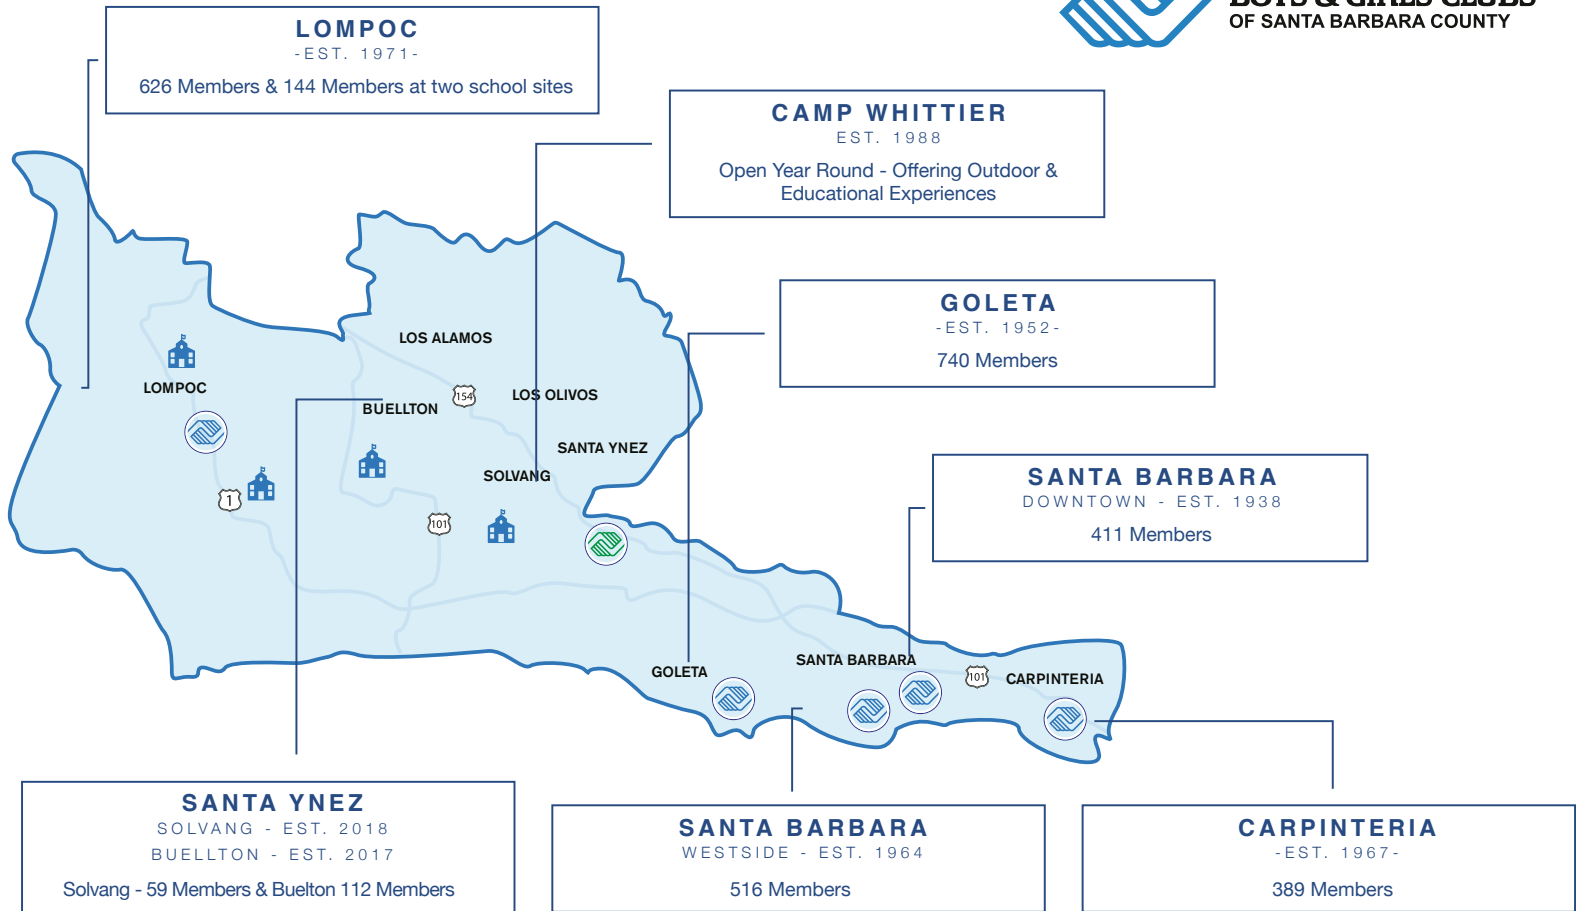 BOYS & GIRLS CLUBS
OF SANTA BARBARA COUNTY
LOMPOC
-EST. 1971-
626 Members & 144 Members at two school sites
CAMP WHITTIER
EST. 1988
Open Year Round - Offering Outdoor &
Educational Experiences
GOLETA
-EST. 1952-
740 Members
LOS ALAMOS
LOMPOC
154
LOS OLIVOS
BUELLTON
SANTA YNEZ
SOLVANG
1
101
SANTA BARBARA
DOWNTOWN - EST. 1938
411 Members
GOLETA
SANTA BARBARA
101
CARPINTERIA
SANTA YNEZ
SOLVANG - EST. 2018
BUELLTON - EST. 2017
Solvang - 59 Members & Buelton 112 Members
SANTA BARBARA
WESTSIDE - EST. 1964
516 Members
CARPINTERIA
-EST. 1967-
389 Members